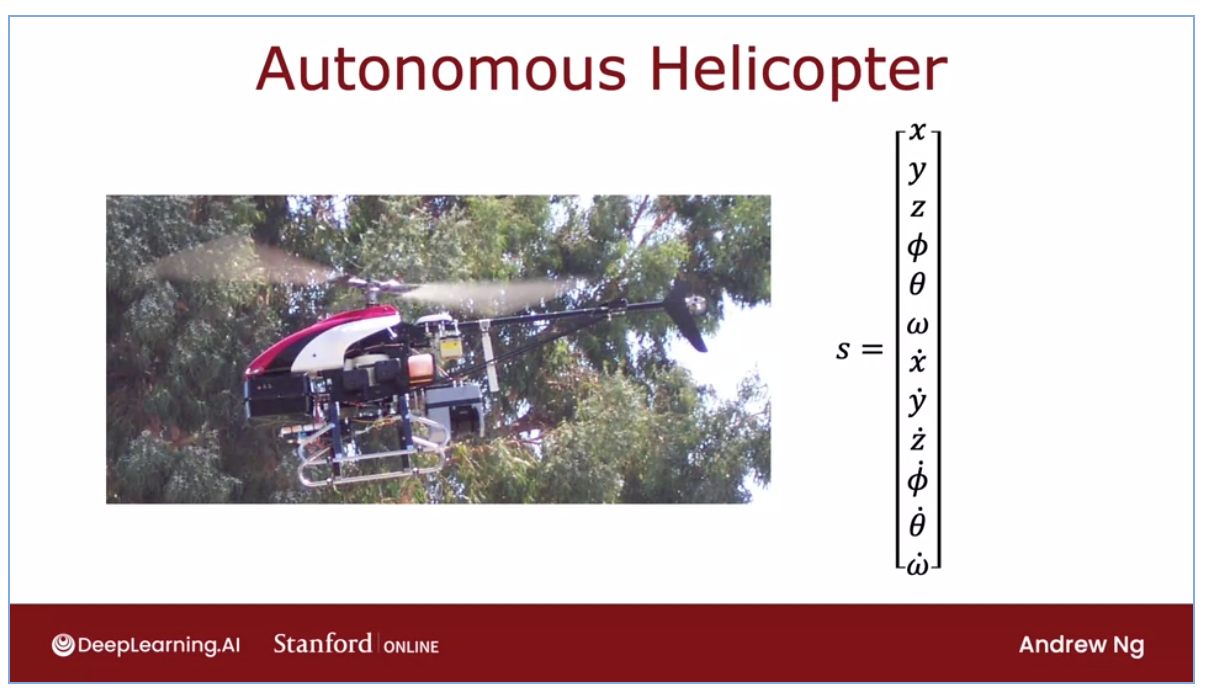 Autonomous Helicopter
s =
x
y
z
ϕ
θ
ω
ẋ
ẏ
ż
ϕ̇
θ̇
ω̇
DeepLearning.AI
Stanford | ONLINE
Andrew Ng